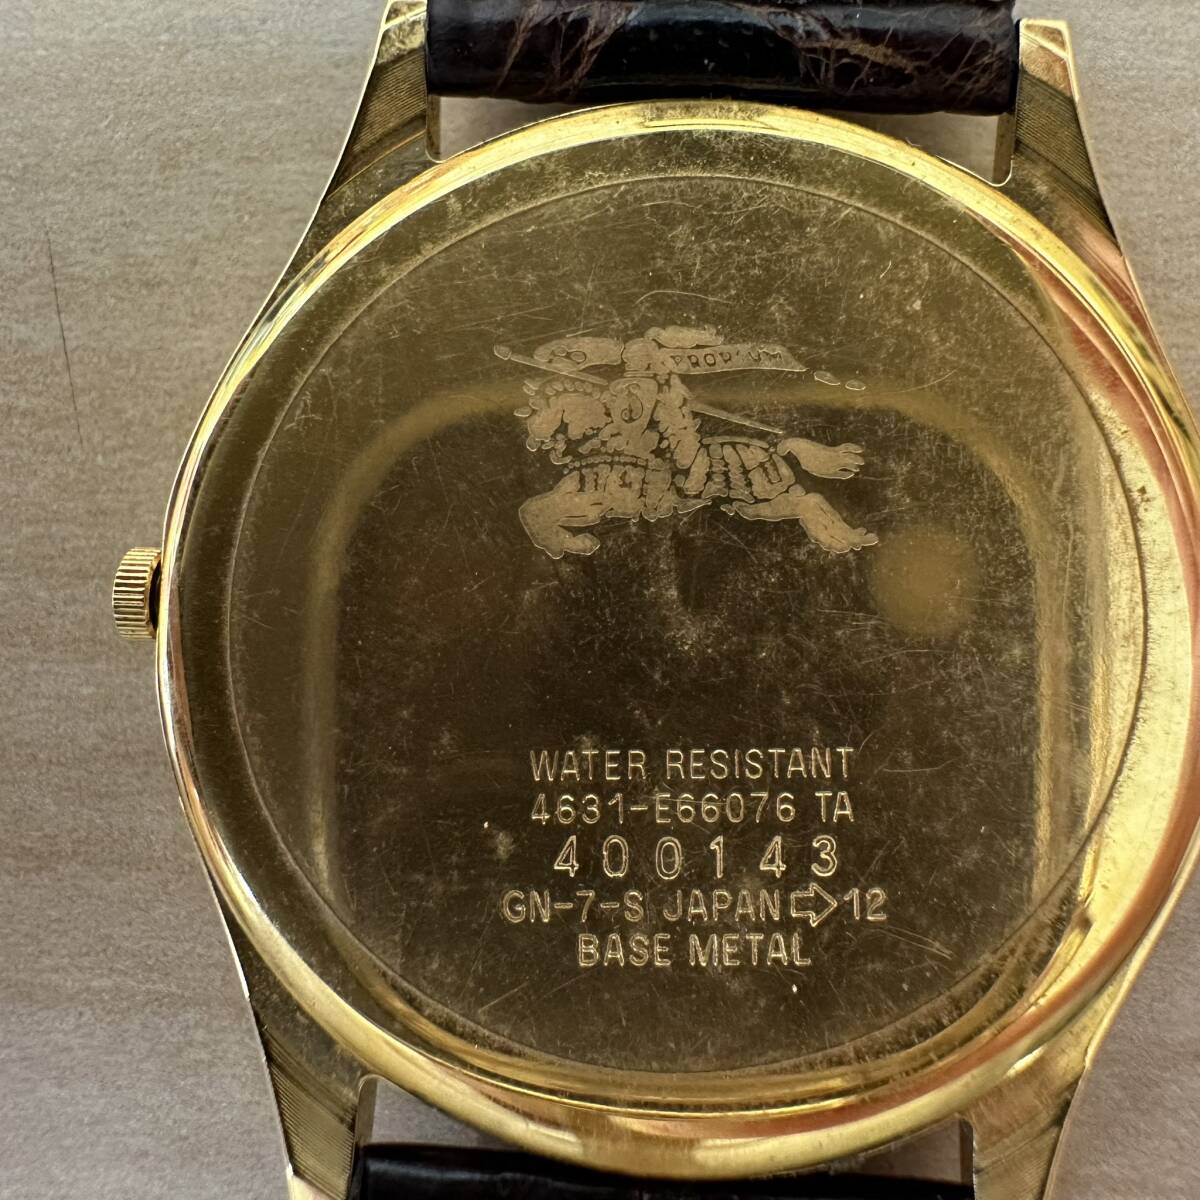 PRORSUM
WATER RESISTANT
4631-E66076 TA
400143
GN-7-S JAPAN⇨12
BASE METAL